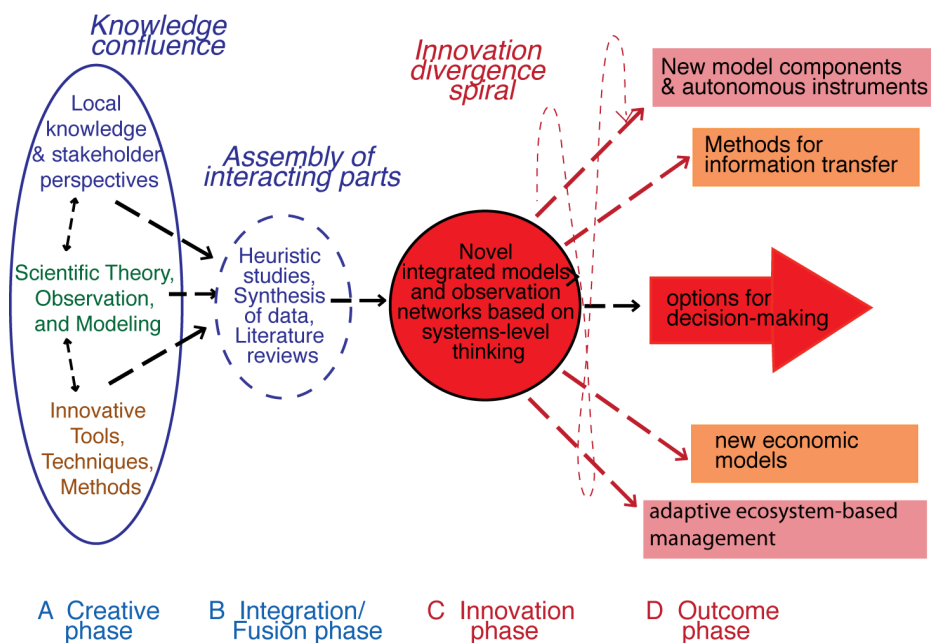 Knowledge
confluence
Local
knowledge
& stakeholder
perspectives
Scientific Theory,
Observation,
and Modeling
Innovative
Tools,
Techniques,
Methods
Assembly of
interacting parts
Heuristic
studies,
Synthesis
of data,
Literature
reviews
Innovation
divergence
spiral
Novel
integrated models
and observation
networks based on
systems-level
thinking
New model components
& autonomous instruments
Methods for
information transfer
options for
decision-making
new economic
models
adaptive ecosystem-based
management
A Creative
phase
B Integration/
Fusion phase
C Innovation
phase
D Outcome
phase